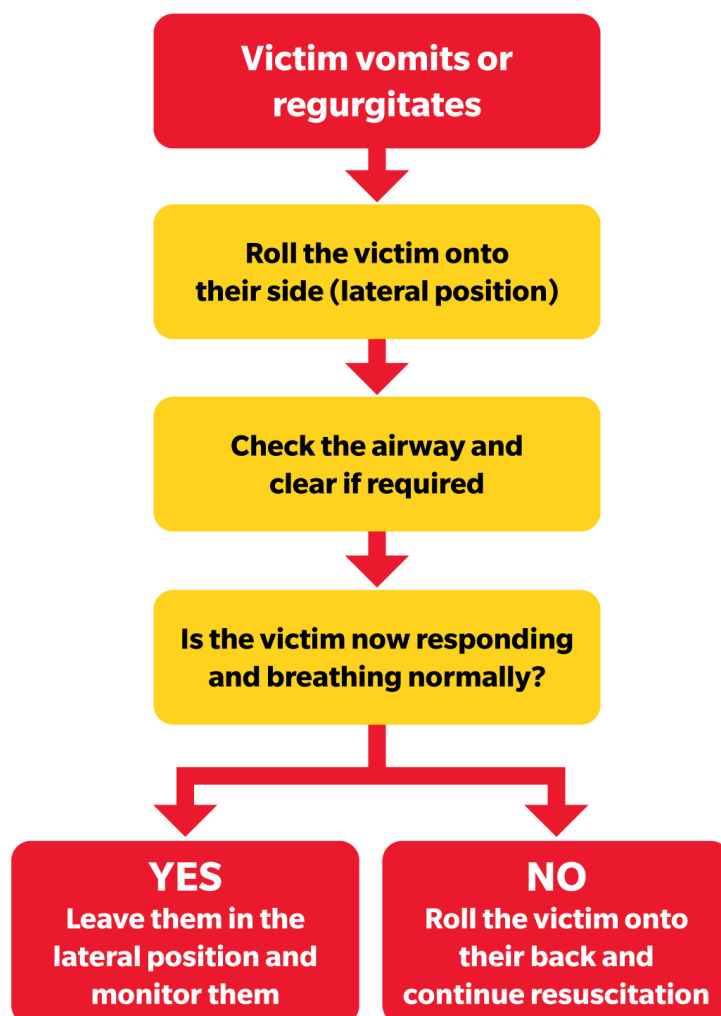 Victim vomits or
regurgitates
Roll the victim onto
their side (lateral position)
Check the airway and
clear if required
Is the victim now responding
and breathing normally?
YES
Leave them in the
lateral position and
monitor them
NO
Roll the victim onto
their back and
continue resuscitation